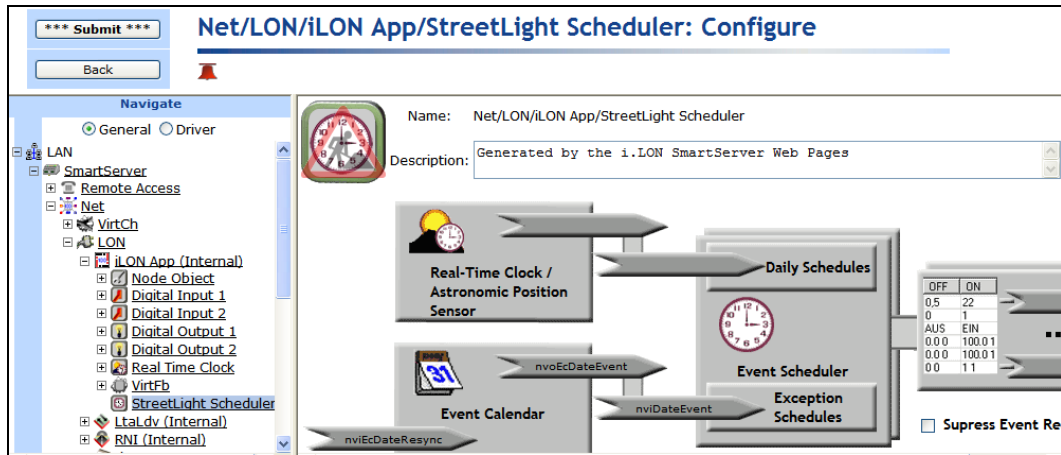 *** Submit ***
Back
Net/LON/iLON App/StreetLight Scheduler: Configure
Navigate
General Driver
LAN
SmartServer
Remote Access
Net
VirtCh
LON
iLON App (Internal)
Node Object
Digital Input 1
Digital Input 2
Digital Output 1
Digital Output 2
Real Time Clock
VirtFb
StreetLight Scheduler
LtaLdv (Internal)
RNI (Internal)
Name: Net/LON/iLON App/StreetLight Scheduler
Description: Generated by the i.LON SmartServer Web Pages
Real-Time Clock /
Astronomic Position
Sensor
Daily Schedules
Event Scheduler
Exception
Schedules
31
nvoEcDateEvent
Event Calendar
nviDateEvent
nviEcDateResync
OFF ON
0,5 22
0 1
AUS EIN
0.0 0 100.0 1
0.0 0 100.0 1
0 0 1 1
...
Supress Event Re